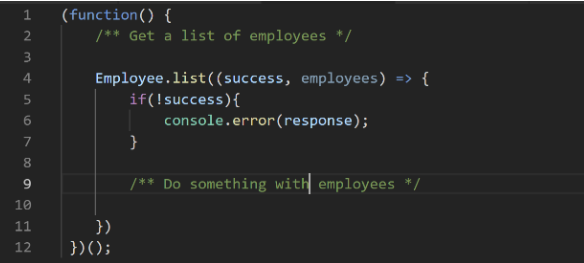 1 (function() {
2 /** Get a list of employees */
3
4 Employee.list((success, employees) => {
5 if(!success){
6 console.error(response);
7 }
8
9 /** Do something with employees */
10
11 })
12 })();